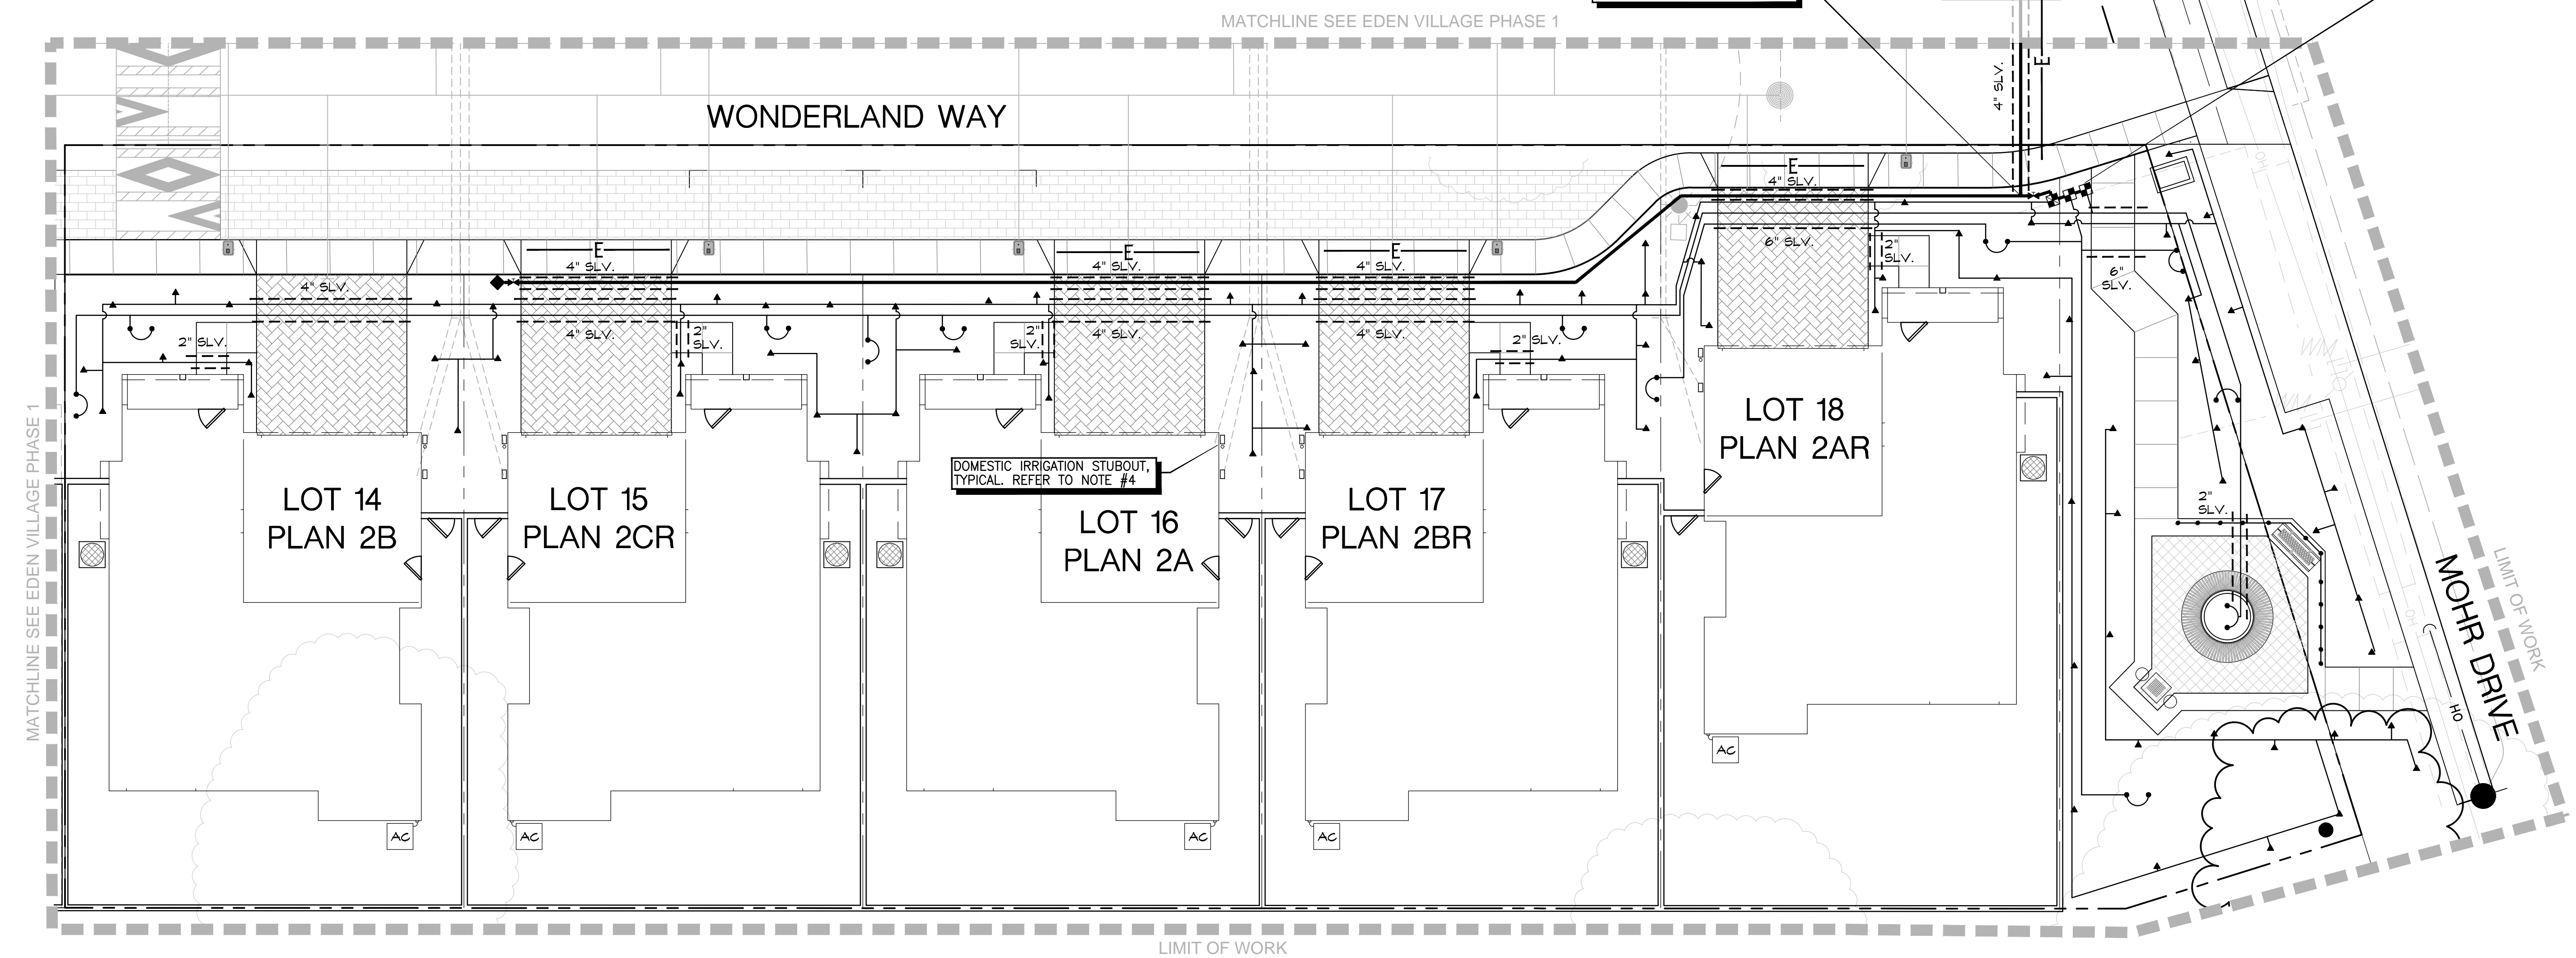 MATCHLINE SEE EDEN VILLAGE PHASE 1
4" SLV.
E
WONDERLAND WAY
OH
E
4" SLV.
E
4" SLV.
E
4" SLV.
E
4" SLV.
4" SLV.
6" SLV.
2"
SLV.
6"
SLV.
2" SLV.
4" SLV.
2"
SLV.
2"
SLV.
4" SLV.
4" SLV.
2" SLV.
MATCHLINE SEE EDEN VILLAGE PHASE 1
LOT 14
PLAN 2B
LOT 15
PLAN 2CR
DOMESTIC IRRIGATION STUBOUT,
TYPICAL. REFER TO NOTE #4
LOT 16
PLAN 2A
LOT 17
PLAN 2BR
LOT 18
PLAN 2AR
2"
SLV.
MOHR DRIVE
LIMIT OF WORK
OH
OH
AC
AC
AC
AC
AC
LIMIT OF WORK